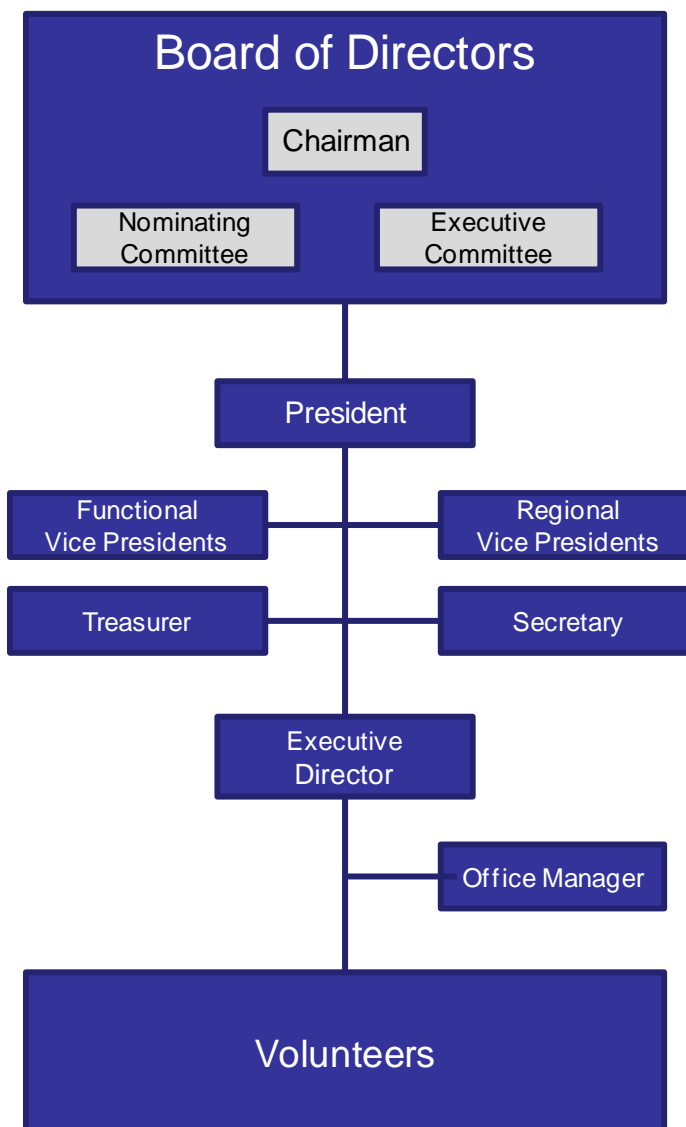 Board of Directors
Chairman
Nominating
Committee
Executive
Committee
President
Functional
Vice Presidents
Regional
Vice Presidents
Treasurer
Secretary
Executive
Director
Office Manager
Volunteers